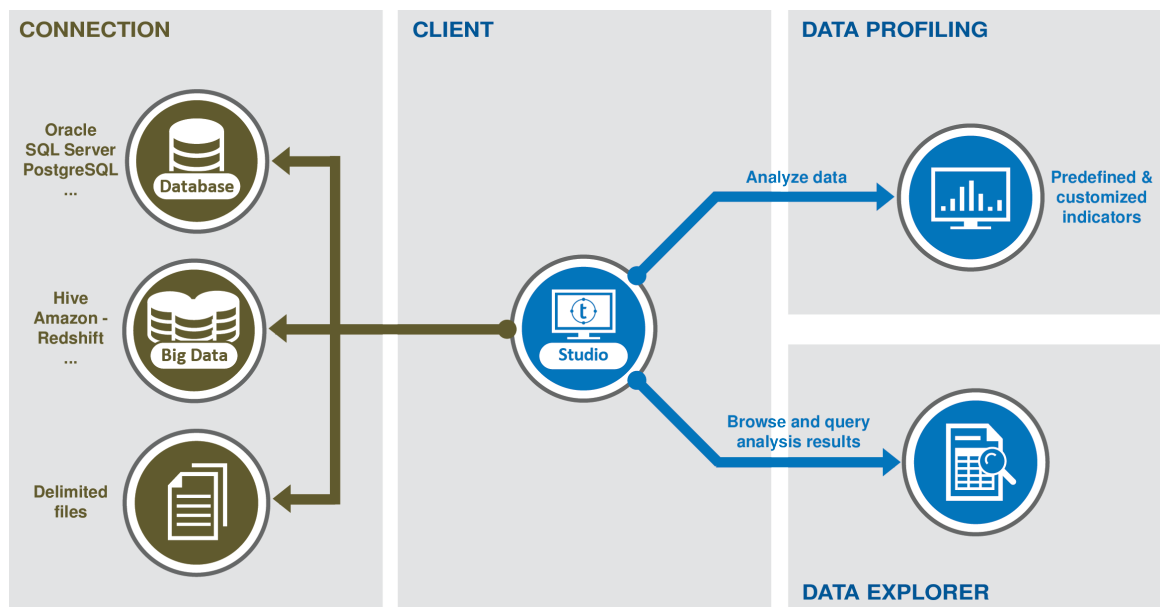 CONNECTION
Oracle
SQL Server
PostgreSQL
...
Database
Hive
Amazon -
Redshift
...
Big Data
Delimited
files
CLIENT
t
Studio
Analyze data
Browse and query
analysis results
DATA PROFILING
Predefined &
customized
indicators
DATA EXPLORER